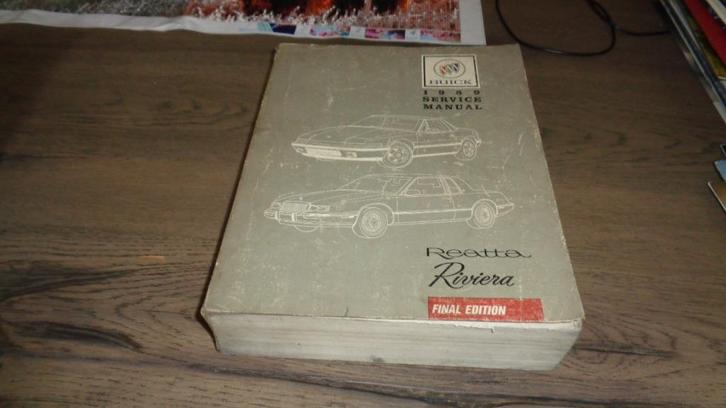 BUICK
1989
SERVICE
MANUAL
Reatta
Riviera
FINAL EDITION